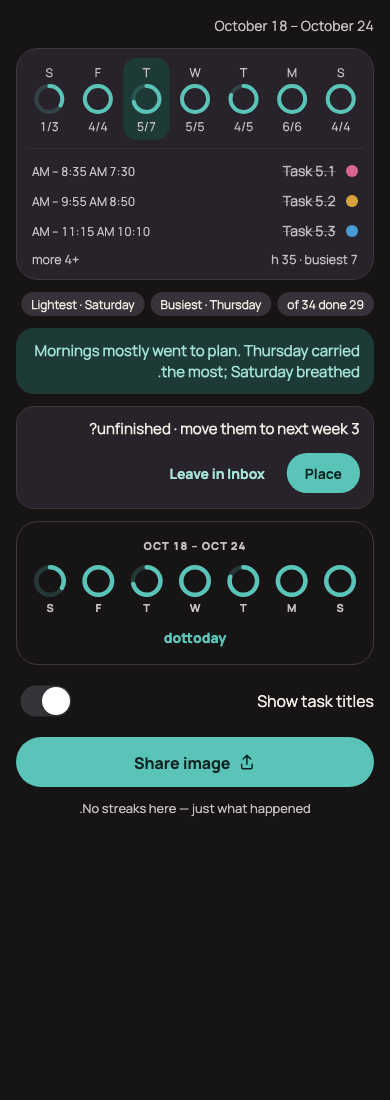 October 18 – October 24
S F T W T M S
1/3 4/4 5/7 5/5 4/5 6/6 4/4
AM – 8:35 AM 7:30 Task 5.1
AM – 9:55 AM 8:50 Task 5.2
AM – 11:15 AM 10:10 Task 5.3
more 4+ h 35 · busiest 7
Lightest · Saturday Busiest · Thursday of 34 done 29
Mornings mostly went to plan. Thursday carried
.the most; Saturday breathed
?unfinished · move them to next week 3
Leave in Inbox Place
OCT 18 – OCT 24
S F T W T M S
dottoday
Show task titles
Share image
.No streaks here — just what happened